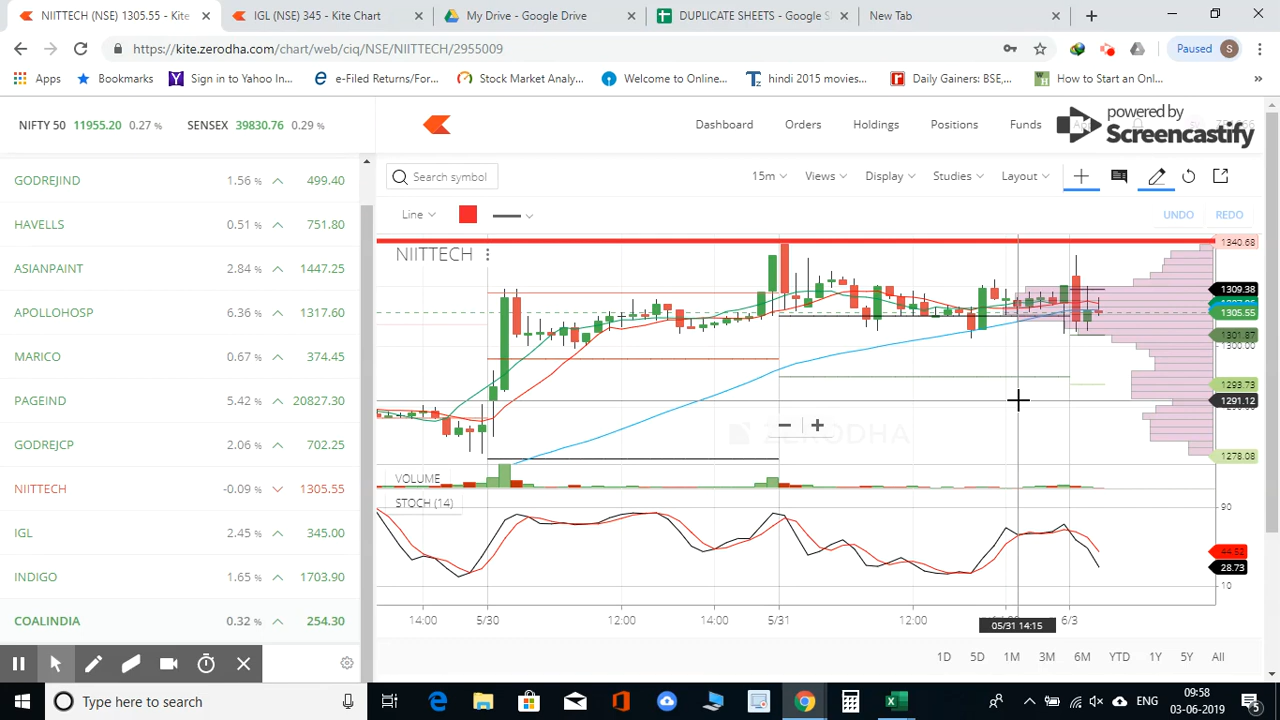 NIITTECH (NSE) 1305.55 - Kite
IGL (NSE) 345 - Kite Chart
My Drive - Google Drive
DUPLICATE SHEETS - Google S
New Tab
https://kite.zerodha.com/chart/web/ciq/NSE/NIITTECH/2955009
Paused
S
Apps
Bookmarks
Sign in to Yahoo In...
e-Filed Returns/For...
Stock Market Analy...
Welcome to Online...
hindi 2015 movies...
Daily Gainers: BSE,...
How to Start an Onl...
»
NIFTY 50 11955.20 0.27 %
SENSEX 39830.76 0.29 %
Dashboard
Orders
Holdings
Positions
Funds
powered by
Screencastify
GODREJIND 1.56 % 499.40
HAVELLS 0.51 % 751.80
ASIANPAINT 2.84 % 1447.25
APOLLOHOSP 6.36 % 1317.60
MARICO 0.67 % 374.45
PAGEIND 5.42 % 20827.30
GODREJCP 2.06 % 702.25
NIITTECH -0.09 % 1305.55
IGL 2.45 % 345.00
INDIGO 1.65 % 1703.90
COALINDIA 0.32 % 254.30
Search symbol
15m
Views
Display
Studies
Layout
Line
UNDO
REDO
NIITTECH
1340.68
1309.38
1305.55
1301.87
1300.00
1293.73
1291.12
1278.08
ZERODHA
VOLUME
STOCH (14)
90
44.52
28.73
10
14:00
5/30
12:00
14:00
5/31
12:00
05/31 14:15
6/3
1D
5D
1M
3M
6M
YTD
1Y
5Y
All
Type here to search
ENG
09:58
03-06-2019
5